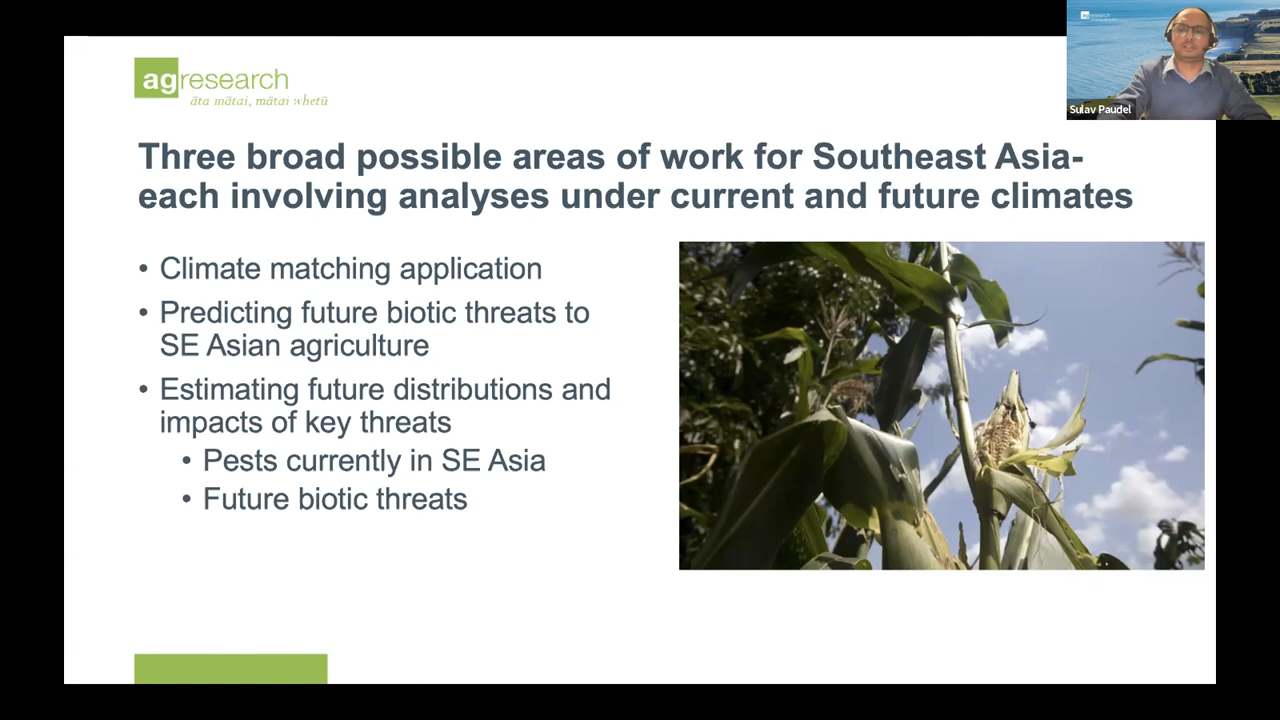 agresearch
āta mātai, mātai whetū
Sulav Paudel
Three broad possible areas of work for Southeast Asia-
each involving analyses under current and future climates
• Climate matching application
• Predicting future biotic threats to
SE Asian agriculture
• Estimating future distributions and
impacts of key threats
• Pests currently in SE Asia
• Future biotic threats